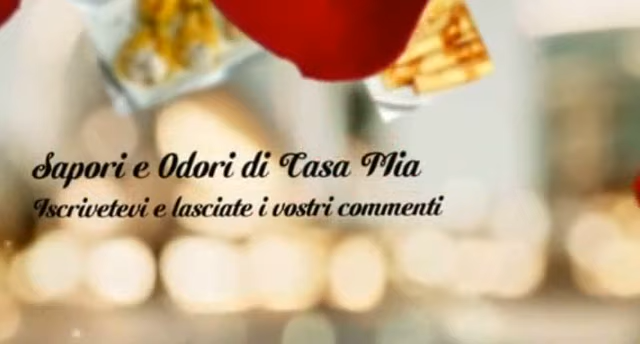 Sapori e Odori di Casa Mia
Iscrivetevi e lasciate i vostri commenti